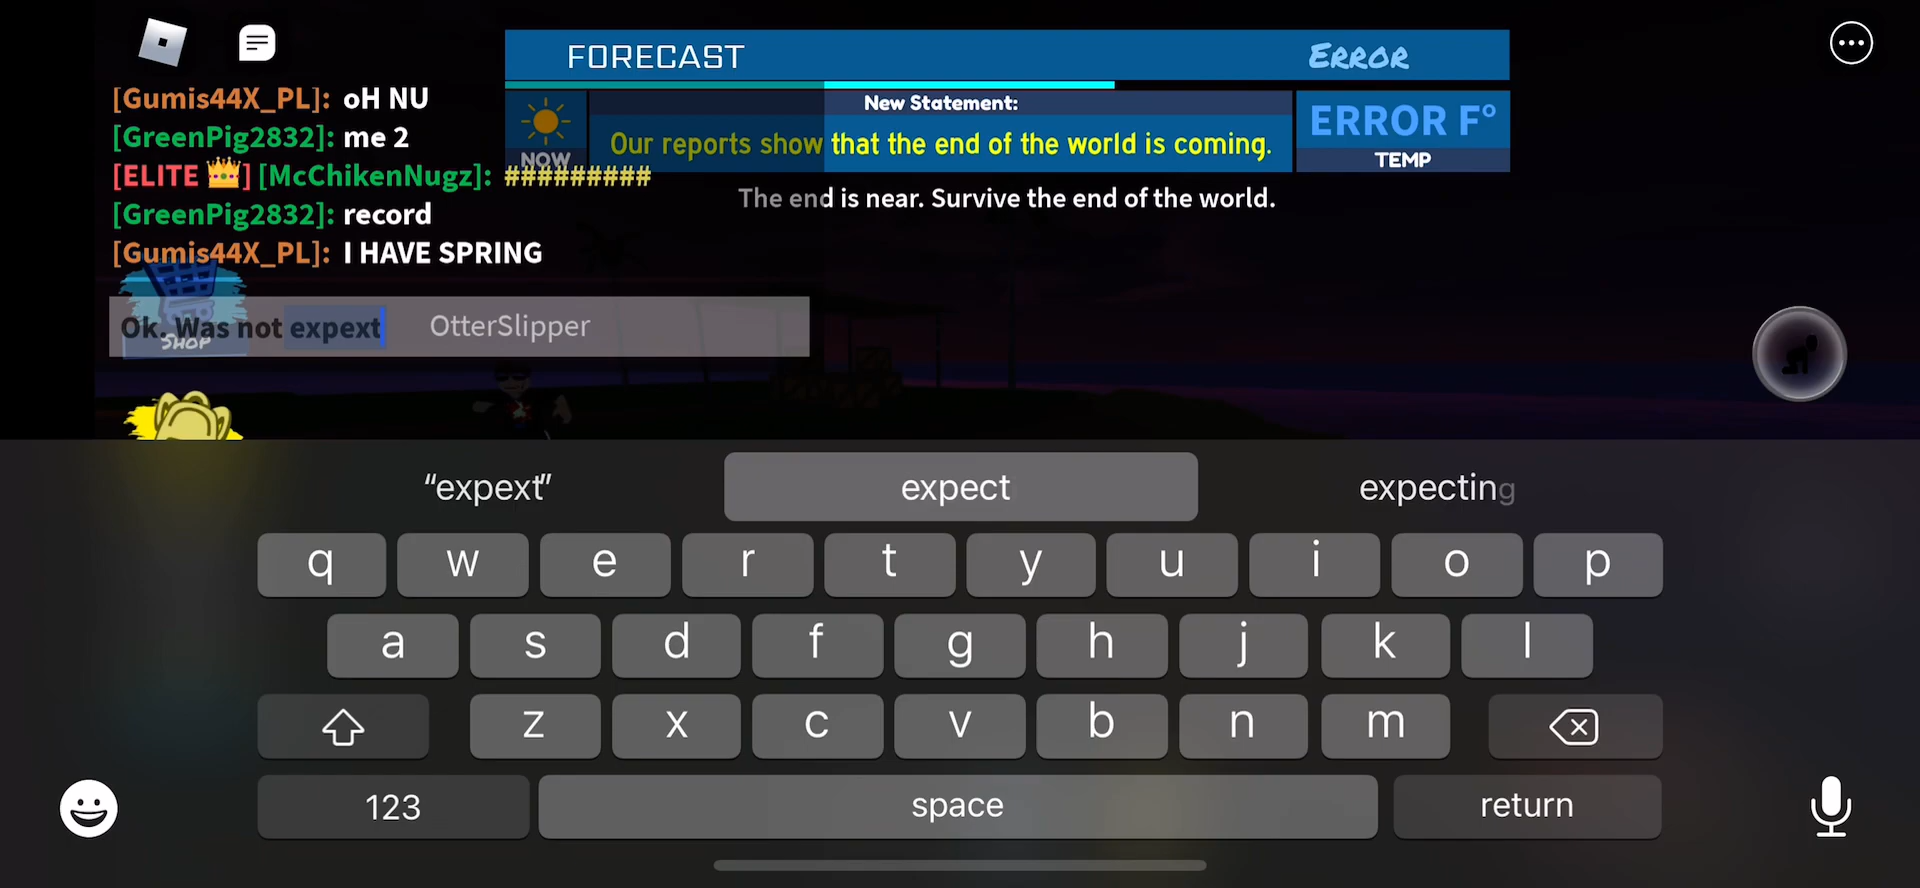 FORECAST
ERROR
[Gumis44X_PL]: oH NU
[GreenPig2832]: me 2
[ELITE 👑] [McChikenNugz]: #########
[GreenPig2832]: record
[Gumis44X_PL]: I HAVE SPRING
New Statement:
Our reports show that the end of the world is coming.
NOW
ERROR F°
TEMP
The end is near. Survive the end of the world.
Ok. Was not expext
OtterSlipper
SHOP
“expext”
expect
expecting
q w e r t y u i o p
a s d f g h j k l
z x c v b n m
123
space
return